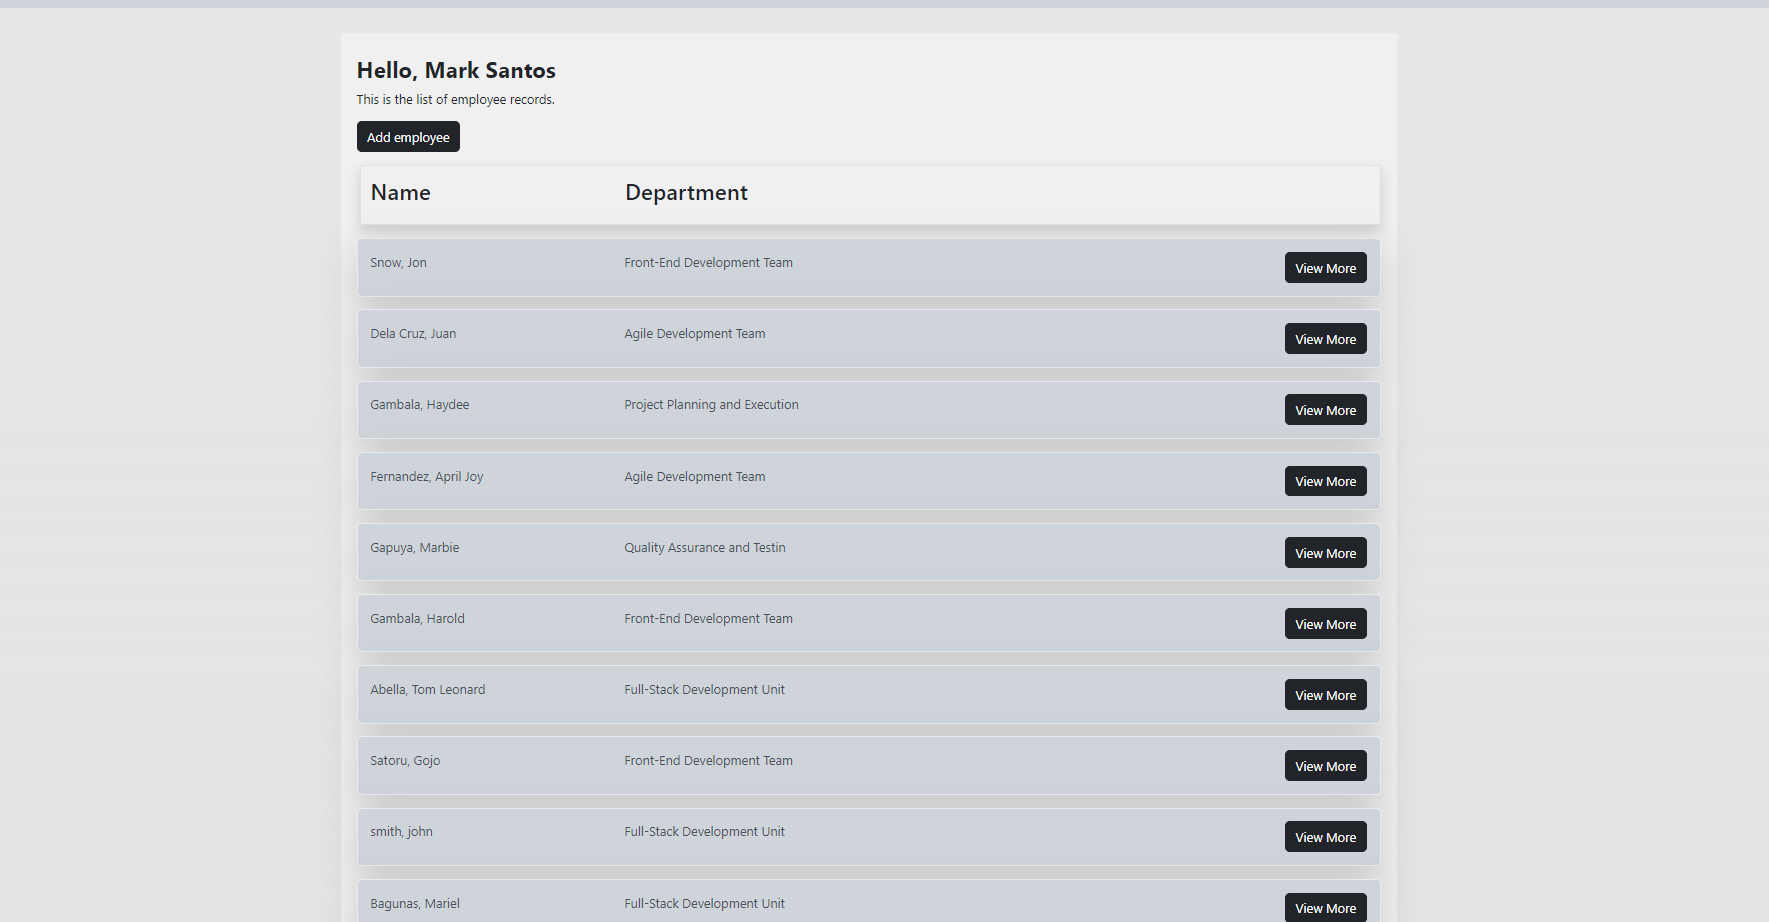 Hello, Mark Santos
This is the list of employee records.
Add employee
Name Department
Snow, Jon Front-End Development Team View More
Dela Cruz, Juan Agile Development Team View More
Gambala, Haydee Project Planning and Execution View More
Fernandez, April Joy Agile Development Team View More
Gapuya, Marbie Quality Assurance and Testin View More
Gambala, Harold Front-End Development Team View More
Abella, Tom Leonard Full-Stack Development Unit View More
Satoru, Gojo Front-End Development Team View More
smith, john Full-Stack Development Unit View More
Bagunas, Mariel Full-Stack Development Unit View More